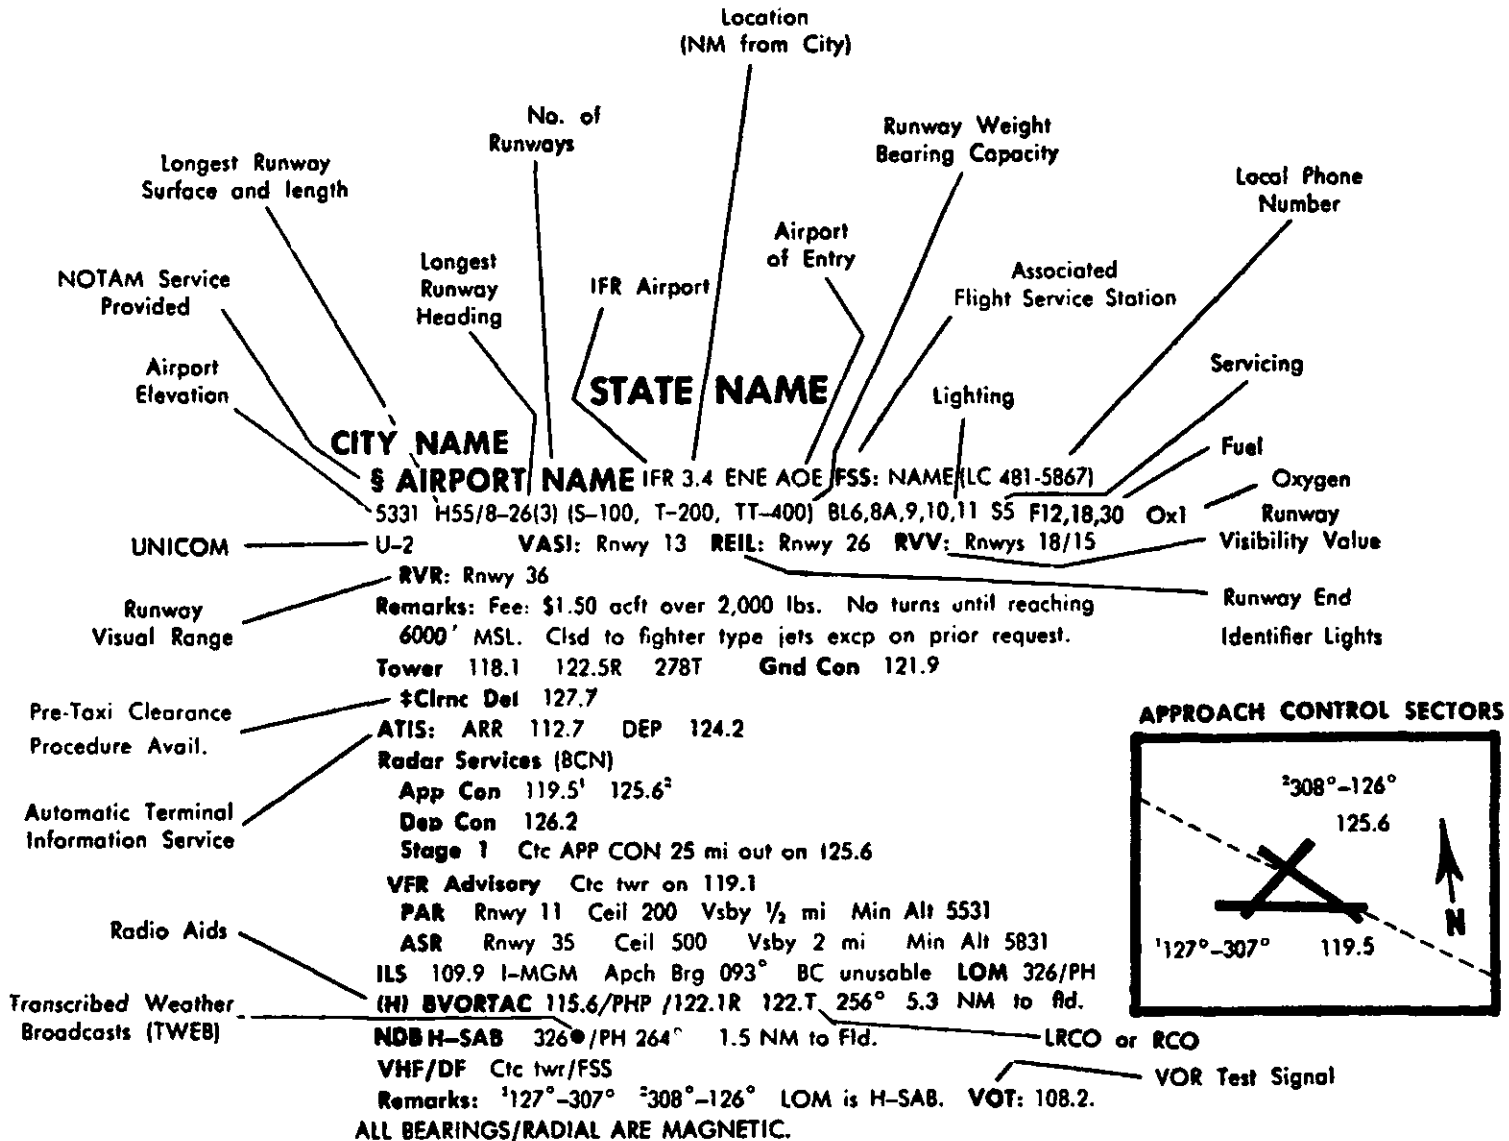 Location
(NM from City)
No. of
Runways
Runway Weight
Bearing Capacity
Longest Runway
Surface and length
Local Phone
Number
Airport
of Entry
Longest
Runway
Heading
IFR Airport
Associated
Flight Service Station
NOTAM Service
Provided
Airport
Elevation
Servicing
STATE NAME
Lighting
CITY NAME
Fuel
§ AIRPORT NAME IFR 3.4 ENE AOE FSS: NAME (LC 481-5867)
Oxygen
5331 H55/8-26(3) (S-100, T-200, TT-400) BL6,8A,9,10,11 S5 F12,18,30 Ox1
Runway
Visibility Value
UNICOM
U-2 VASI: Rnwy 13 REIL: Rnwy 26 RVV: Rnwys 18/15
RVR: Rnwy 36
Runway
Visual Range
Remarks: Fee: $1.50 acft over 2,000 lbs. No turns until reaching
6000' MSL. Clsd to fighter type jets excp on prior request.
Runway End
Identifier Lights
Tower 118.1 122.5R 278T Gnd Con 121.9
‡Clrnc Del 127.7
Pre-Taxi Clearance
Procedure Avail.
ATIS: ARR 112.7 DEP 124.2
Radar Services (BCN)
App Con 119.5¹ 125.6²
Dep Con 126.2
Automatic Terminal
Information Service
Stage 1 Ctc APP CON 25 mi out on 125.6
VFR Advisory Ctc twr on 119.1
PAR Rnwy 11 Ceil 200 Vsby ½ mi Min Alt 5531
Radio Aids
ASR Rnwy 35 Ceil 500 Vsby 2 mi Min Alt 5831
ILS 109.9 I-MGM Apch Brg 093° BC unusable LOM 326/PH
(H) BVORTAC 115.6/PHP /122.1R 122.T 256° 5.3 NM to fld.
Transcribed Weather
Broadcasts (TWEB)
NDB H-SAB 326●/PH 264° 1.5 NM to Fld.
LRCO or RCO
VHF/DF Ctc twr/FSS
VOR Test Signal
Remarks: ¹127°-307° ²308°-126° LOM is H-SAB. VOT: 108.2.
ALL BEARINGS/RADIAL ARE MAGNETIC.
APPROACH CONTROL SECTORS
²308°-126°
125.6
N
¹127°-307° 119.5